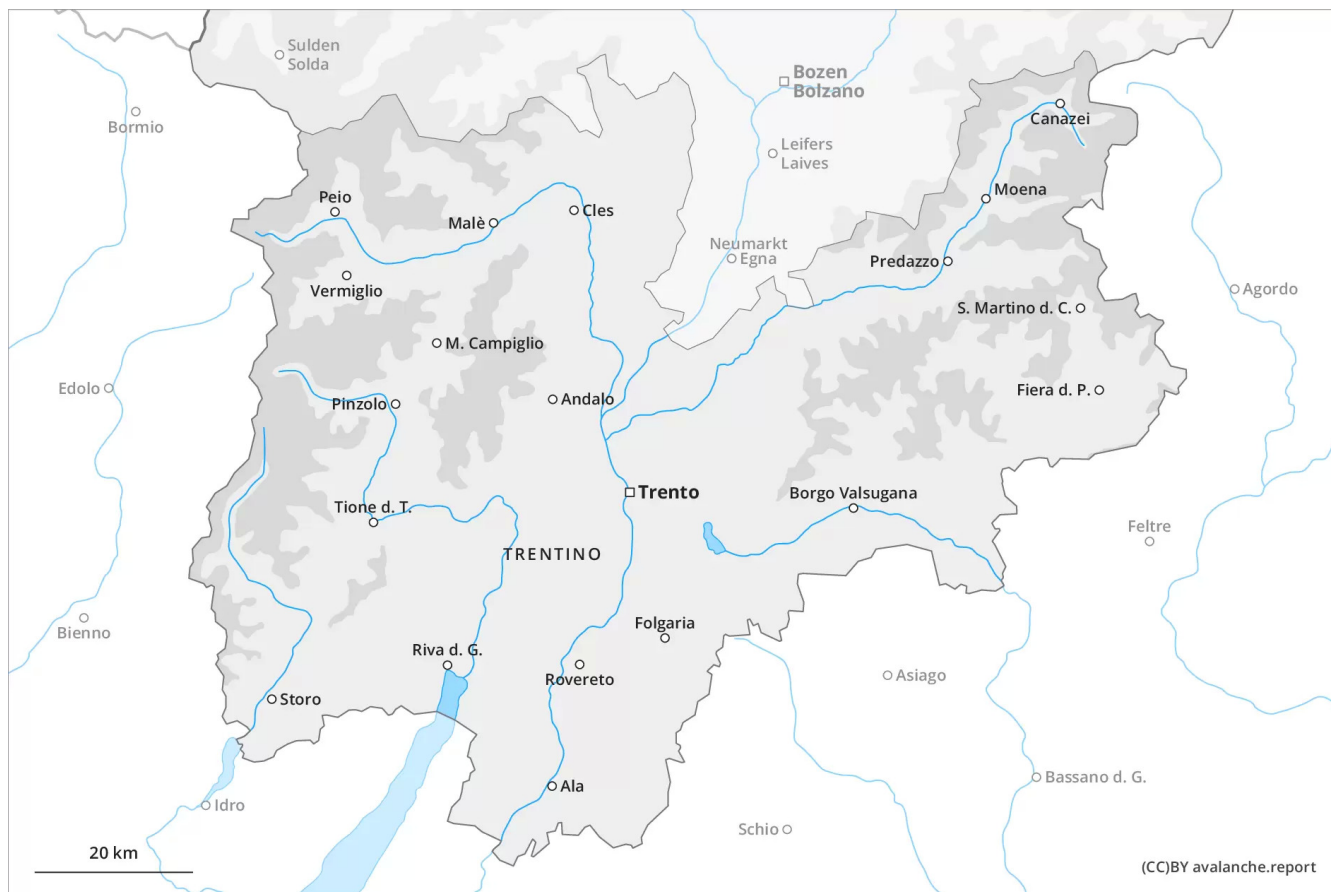 Sulden
Solda
Bozen
Bolzano
Bormio
Canazei
Leifers
Laives
Peio
Moena
Malè
Cles
Neumarkt
Egna
Predazzo
Vermiglio
Agordo
S. Martino d. C.
M. Campiglio
Edolo
Fiera d. P.
Pinzolo
Andalo
Trento
Borgo Valsugana
Tione d. T.
Feltre
TRENTINO
Bienno
Folgaria
Riva d. G.
Rovereto
Asiago
Storo
Bassano d. G.
Ala
Idro
Schio
20 km
(CC)BY avalanche.report